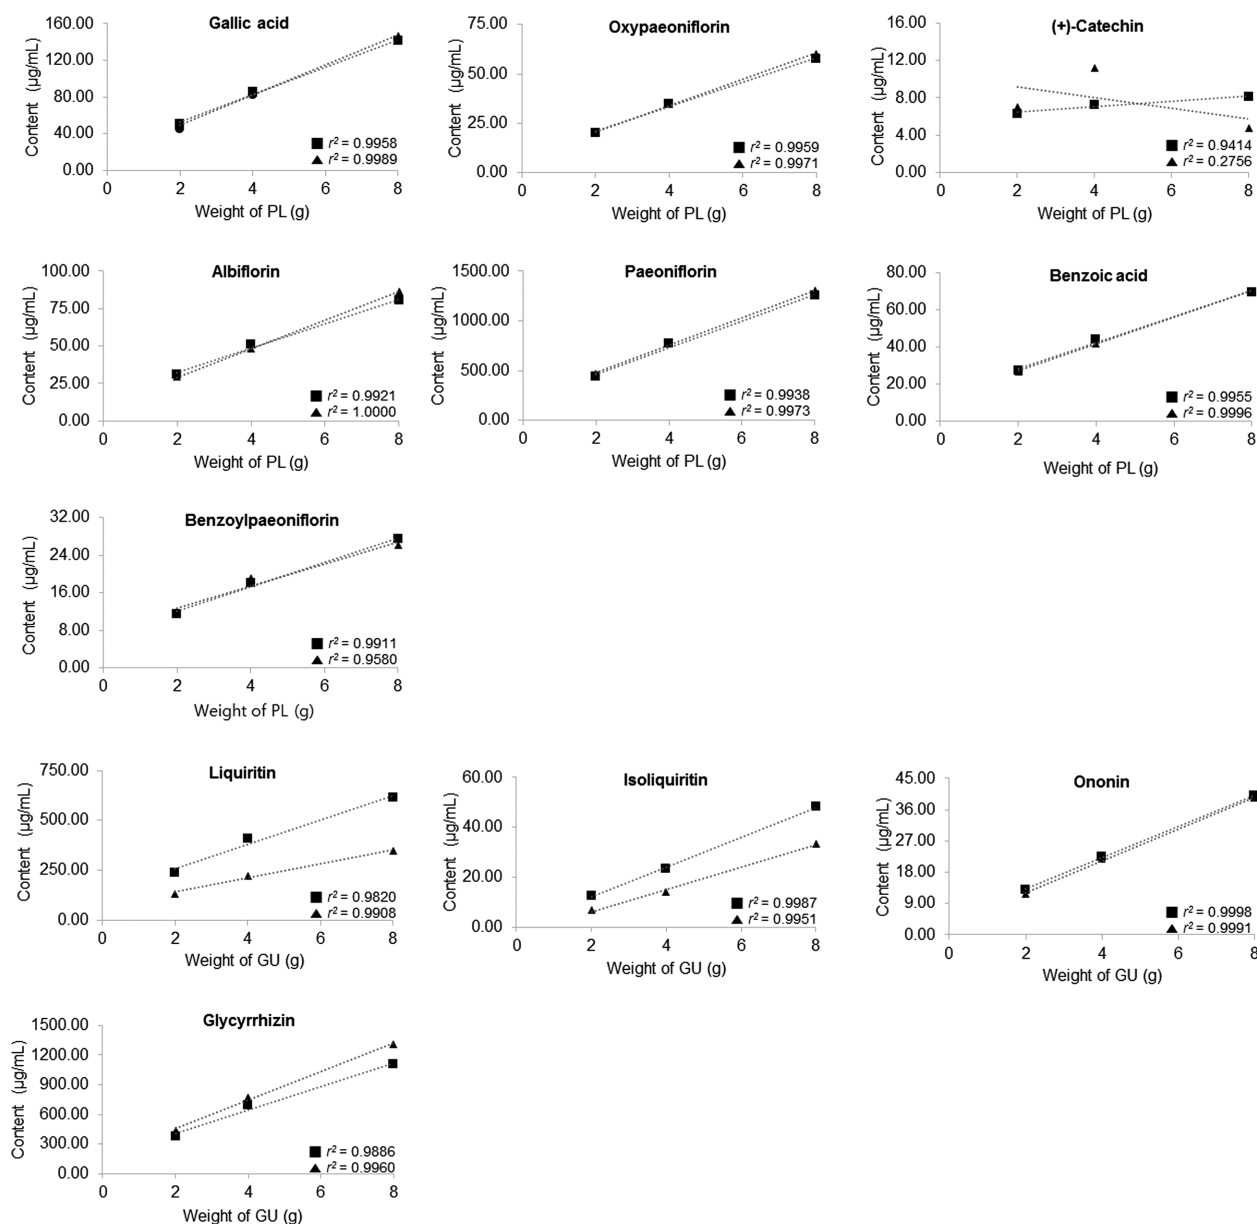 Gallic acid
Content (µg/mL)
160.00
120.00
80.00
40.00
0.00
■ r² = 0.9958
▲ r² = 0.9989
0 2 4 6 8
Weight of PL (g)
Oxypaeoniflorin
Content (µg/mL)
75.00
50.00
25.00
0.00
■ r² = 0.9959
▲ r² = 0.9971
0 2 4 6 8
Weight of PL (g)
(+)-Catechin
Content (µg/mL)
16.00
12.00
8.00
4.00
0.00
■ r² = 0.9414
▲ r² = 0.2756
0 2 4 6 8
Weight of PL (g)
Albiflorin
Content (µg/mL)
100.00
75.00
50.00
25.00
0.00
■ r² = 0.9921
▲ r² = 1.0000
0 2 4 6 8
Weight of PL (g)
Paeoniflorin
Content (µg/mL)
1500.00
1000.00
500.00
0.00
■ r² = 0.9938
▲ r² = 0.9973
0 2 4 6 8
Weight of PL (g)
Benzoic acid
Content (µg/mL)
80.00
60.00
40.00
20.00
0.00
■ r² = 0.9955
▲ r² = 0.9996
0 2 4 6 8
Weight of PL (g)
Benzoylpaeoniflorin
Content (µg/mL)
32.00
24.00
16.00
8.00
0.00
■ r² = 0.9911
▲ r² = 0.9580
0 2 4 6 8
Weight of PL (g)
Liquiritin
Content (µg/mL)
750.00
500.00
250.00
0.00
■ r² = 0.9820
▲ r² = 0.9908
0 2 4 6 8
Weight of GU (g)
Isoliquiritin
Content (µg/mL)
60.00
40.00
20.00
0.00
■ r² = 0.9987
▲ r² = 0.9951
0 2 4 6 8
Weight of GU (g)
Ononin
Content (µg/mL)
45.00
36.00
27.00
18.00
9.00
0.00
■ r² = 0.9998
▲ r² = 0.9991
0 2 4 6 8
Weight of GU (g)
Glycyrrhizin
Content (µg/mL)
1500.00
1200.00
900.00
600.00
300.00
0.00
■ r² = 0.9886
▲ r² = 0.9960
0 2 4 6 8
Weight of GU (g)